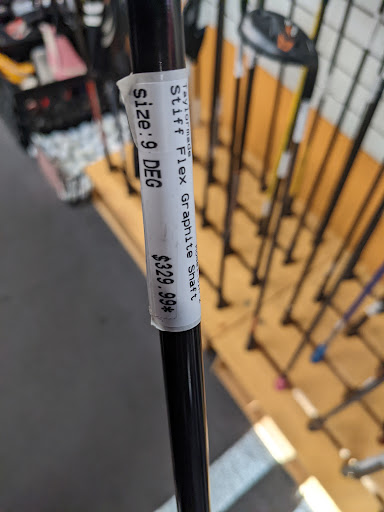 Taylormade
Stiff Flex Graphite Shaft
size:9 DEG
$329.99*